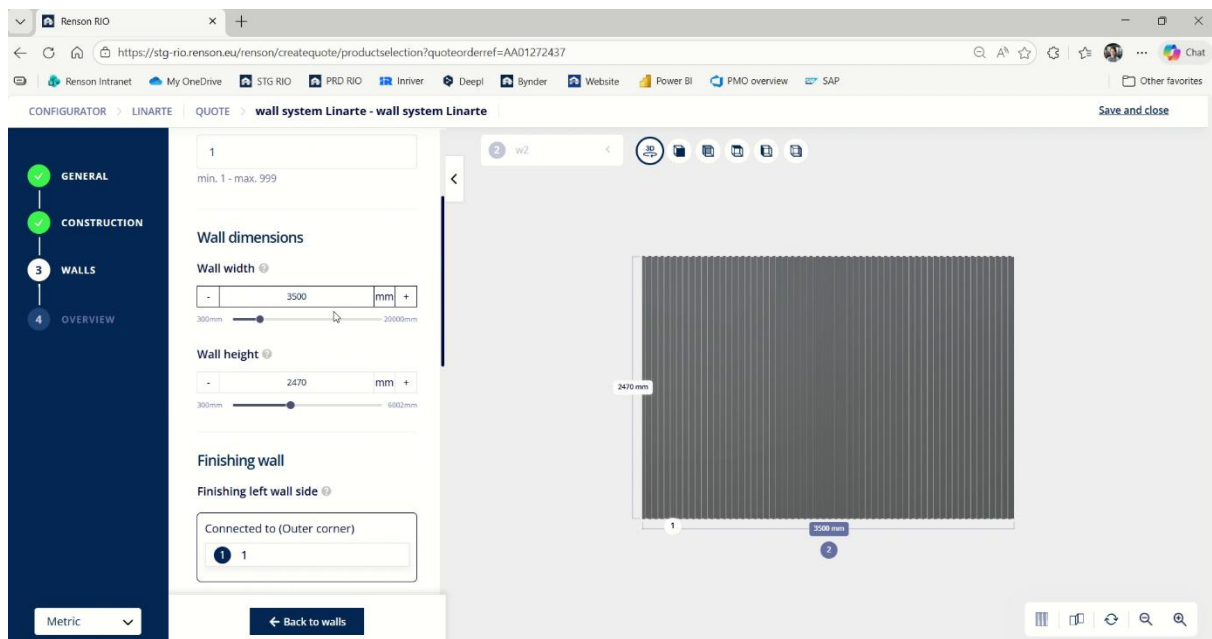 Renson RIO
https://stg-rio.renson.eu/renson/createquote/productselection?quoteorderref=AA01272437
Chat
Renson Intranet My OneDrive STG RIO PRD RIO Inriver Deepl Bynder Website Power BI PMO overview SAP Other favorites
CONFIGURATOR > LINARTE QUOTE > wall system Linarte - wall system Linarte Save and close
GENERAL
CONSTRUCTION
3 WALLS
4 OVERVIEW
Metric
1
min. 1 - max. 999
Wall dimensions
Wall width
- 3500 mm +
300mm 20000mm
Wall height
- 2470 mm +
300mm 6002mm
Finishing wall
Finishing left wall side
Connected to (Outer corner)
1 1
← Back to walls
2 w2 <
3D
2470 mm
1
3500 mm
2